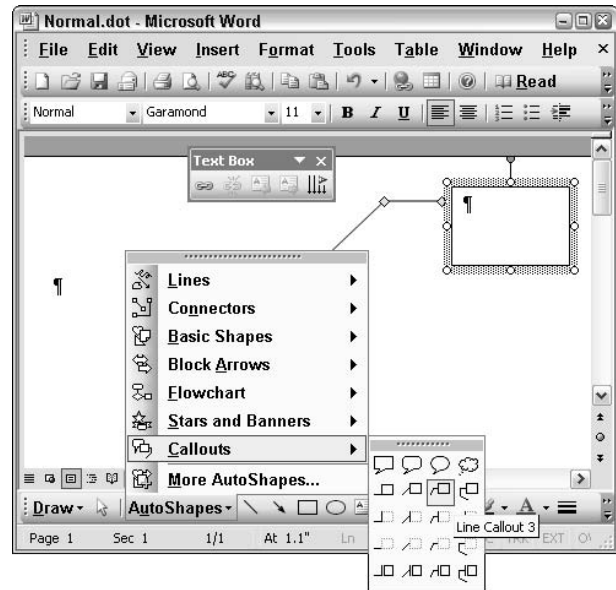 Normal.dot - Microsoft Word
File Edit View Insert Format Tools Table Window Help
Read
Normal Garamond 11 B I U
Text Box
¶
¶
Lines
Connectors
Basic Shapes
Block Arrows
Flowchart
Stars and Banners
Callouts
More AutoShapes...
Draw AutoShapes A A
Line Callout 3
Page 1 Sec 1 1/1 At 1.1" Ln EXT